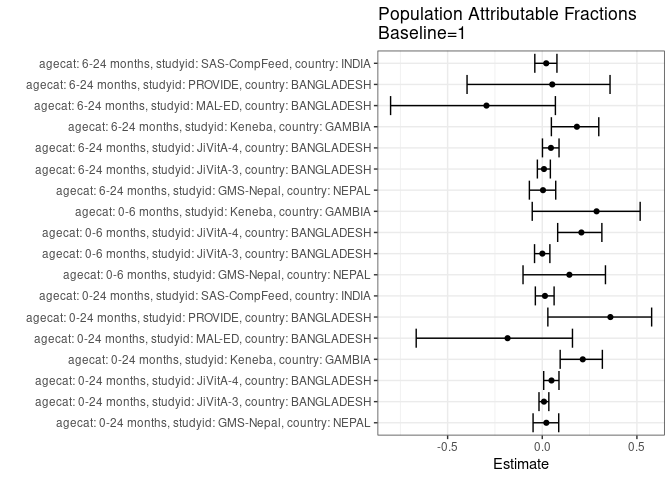 Population Attributable Fractions
Baseline=1
agecat: 6-24 months, studyid: SAS-CompFeed, country: INDIA
agecat: 6-24 months, studyid: PROVIDE, country: BANGLADESH
agecat: 6-24 months, studyid: MAL-ED, country: BANGLADESH
agecat: 6-24 months, studyid: Keneba, country: GAMBIA
agecat: 6-24 months, studyid: JiVitA-4, country: BANGLADESH
agecat: 6-24 months, studyid: JiVitA-3, country: BANGLADESH
agecat: 6-24 months, studyid: GMS-Nepal, country: NEPAL
agecat: 0-6 months, studyid: Keneba, country: GAMBIA
agecat: 0-6 months, studyid: JiVitA-4, country: BANGLADESH
agecat: 0-6 months, studyid: JiVitA-3, country: BANGLADESH
agecat: 0-6 months, studyid: GMS-Nepal, country: NEPAL
agecat: 0-24 months, studyid: SAS-CompFeed, country: INDIA
agecat: 0-24 months, studyid: PROVIDE, country: BANGLADESH
agecat: 0-24 months, studyid: MAL-ED, country: BANGLADESH
agecat: 0-24 months, studyid: Keneba, country: GAMBIA
agecat: 0-24 months, studyid: JiVitA-4, country: BANGLADESH
agecat: 0-24 months, studyid: JiVitA-3, country: BANGLADESH
agecat: 0-24 months, studyid: GMS-Nepal, country: NEPAL
-0.5 0.0 0.5
Estimate